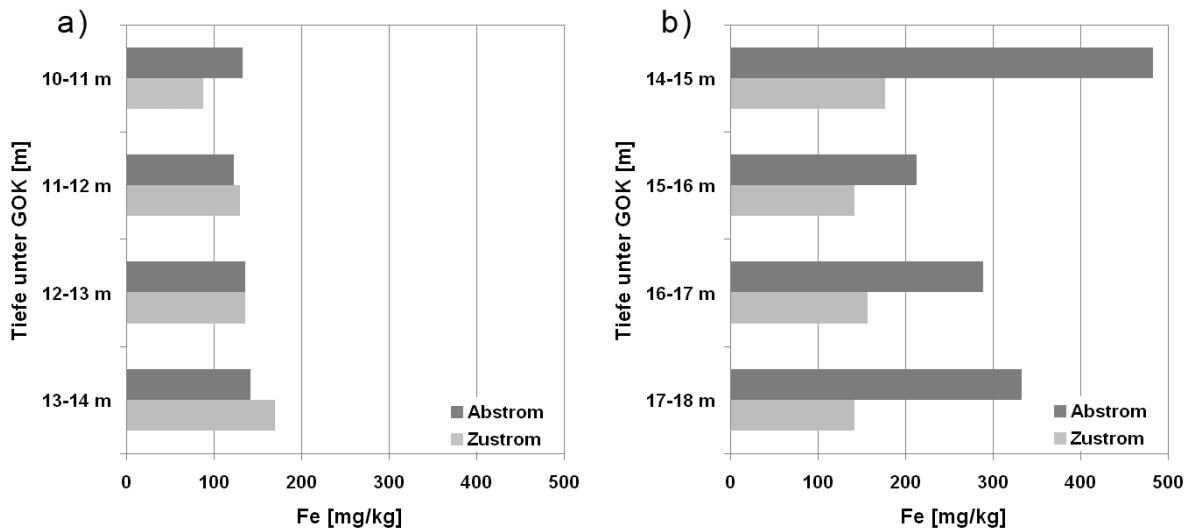 a)
Tiefe unter GOK [m]
10-11 m
11-12 m
12-13 m
13-14 m
Abstrom
Zustrom
0 100 200 300 400 500
Fe [mg/kg]
b)
Tiefe unter GOK [m]
14-15 m
15-16 m
16-17 m
17-18 m
Abstrom
Zustrom
0 100 200 300 400 500
Fe [mg/kg]